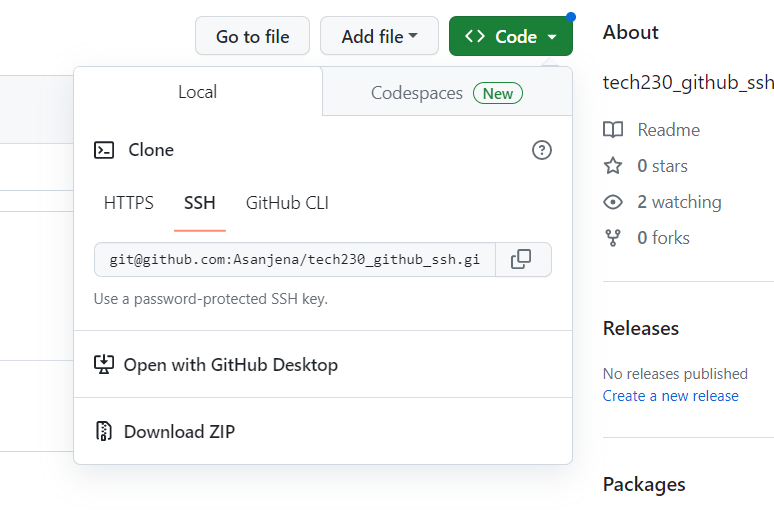 Go to file
Add file
Code
Local
Codespaces New
Clone
HTTPS SSH GitHub CLI
git@github.com:Asanjena/tech230_github_ssh.gi
Use a password-protected SSH key.
Open with GitHub Desktop
Download ZIP
About
tech230_github_ssh
Readme
0 stars
2 watching
0 forks
Releases
No releases published
Create a new release
Packages